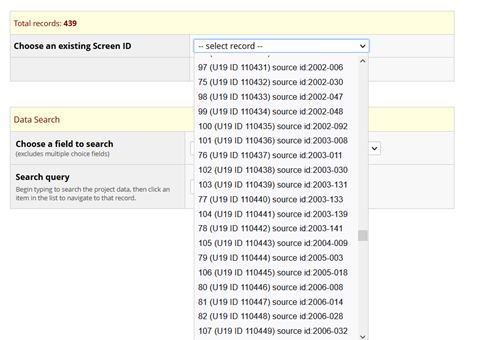 Total records: 439
Choose an existing Screen ID
-- select record --
97 (U19 ID 110431) source id:2002-006
75 (U19 ID 110432) source id:2002-030
98 (U19 ID 110433) source id:2002-047
99 (U19 ID 110434) source id:2002-048
100 (U19 ID 110435) source id:2002-092
101 (U19 ID 110436) source id:2003-008
76 (U19 ID 110437) source id:2003-011
102 (U19 ID 110438) source id:2003-030
103 (U19 ID 110439) source id:2003-131
77 (U19 ID 110440) source id:2003-133
104 (U19 ID 110441) source id:2003-139
78 (U19 ID 110442) source id:2003-141
105 (U19 ID 110443) source id:2004-009
79 (U19 ID 110444) source id:2005-003
106 (U19 ID 110445) source id:2005-018
80 (U19 ID 110446) source id:2006-008
81 (U19 ID 110447) source id:2006-014
82 (U19 ID 110448) source id:2006-028
107 (U19 ID 110449) source id:2006-032
Data Search
Choose a field to search
(excludes multiple choice fields)
Search query
Begin typing to search the project data, then click an
item in the list to navigate to that record.